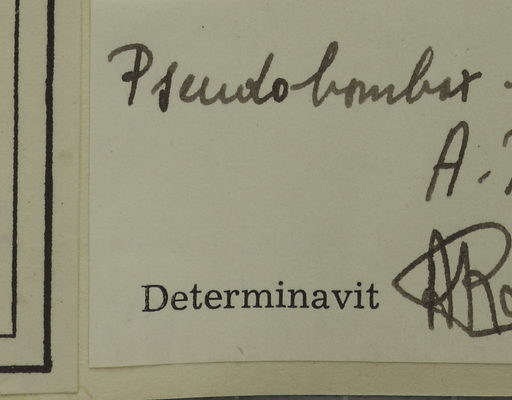 Pseudobombax
A.
Determinavit